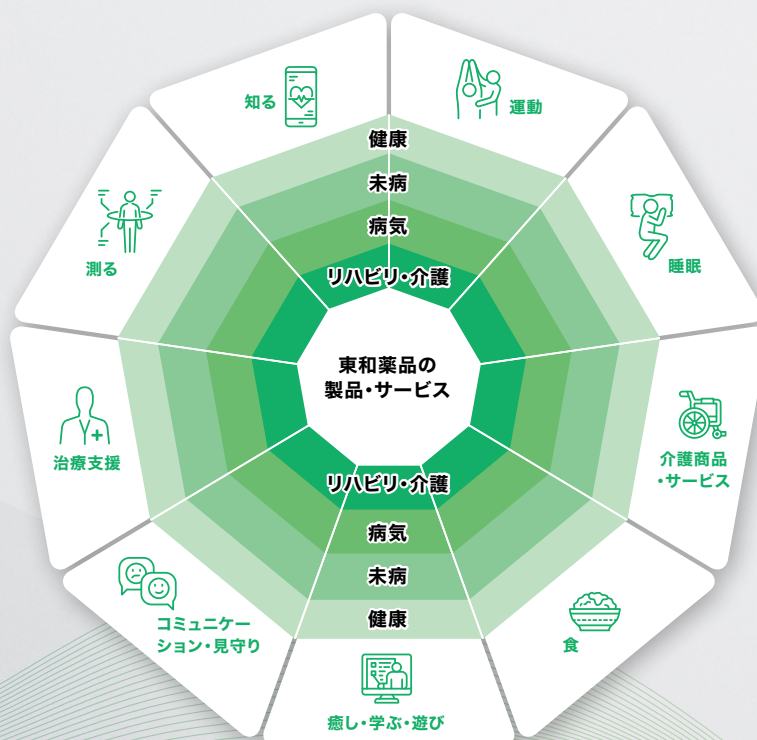 知る
運動
健康
未病
病気
リハビリ・介護
測る
睡眠
東和薬品の
製品・サービス
治療支援
介護商品
・サービス
リハビリ・介護
病気
未病
健康
コミュニケー
ション・見守り
食
癒し・学ぶ・遊び